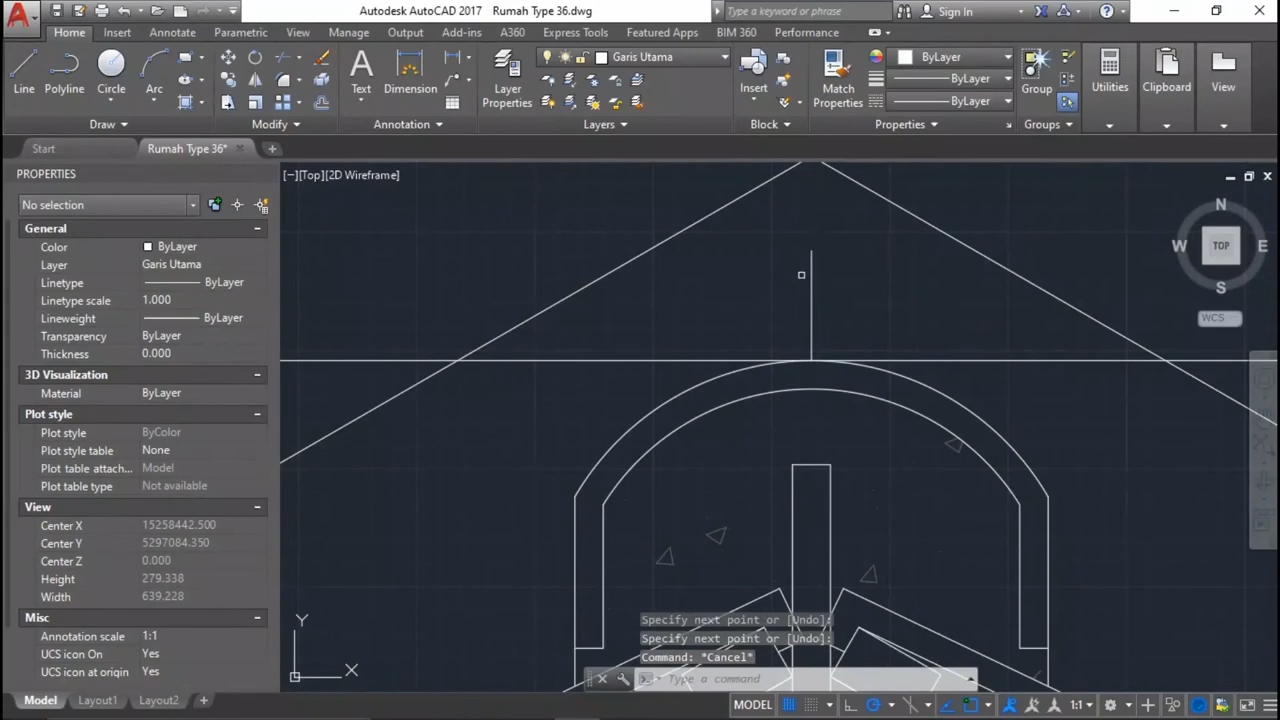 Autodesk AutoCAD 2017 Rumah Type 36.dwg
Type a keyword or phrase
Sign In
Home Insert Annotate Parametric View Manage Output Add-ins A360 Express Tools Featured Apps BIM 360 Performance
Line Polyline Circle Arc
Text Dimension
Layer Properties
Garis Utama
Insert
Match Properties
ByLayer
ByLayer
ByLayer
Group
Utilities
Clipboard
View
Draw Modify Annotation Layers Block Properties Groups
Start Rumah Type 36*
PROPERTIES
No selection
General
Color ByLayer
Layer Garis Utama
Linetype ByLayer
Linetype scale 1.000
Lineweight ByLayer
Transparency ByLayer
Thickness 0.000
3D Visualization
Material ByLayer
Plot style
Plot style ByColor
Plot style table None
Plot table attach... Model
Plot table type Not available
View
Center X 15258442.500
Center Y 5297084.350
Center Z 0.000
Height 279.338
Width 639.228
Misc
Annotation scale 1:1
UCS icon On Yes
UCS icon at origin Yes
[−][Top][2D Wireframe]
N
W TOP E
S
WCS
Y
X
Specify next point or [Undo]:
Specify next point or [Undo]:
Command: *Cancel*
Type a command
Model Layout1 Layout2
MODEL
1:1